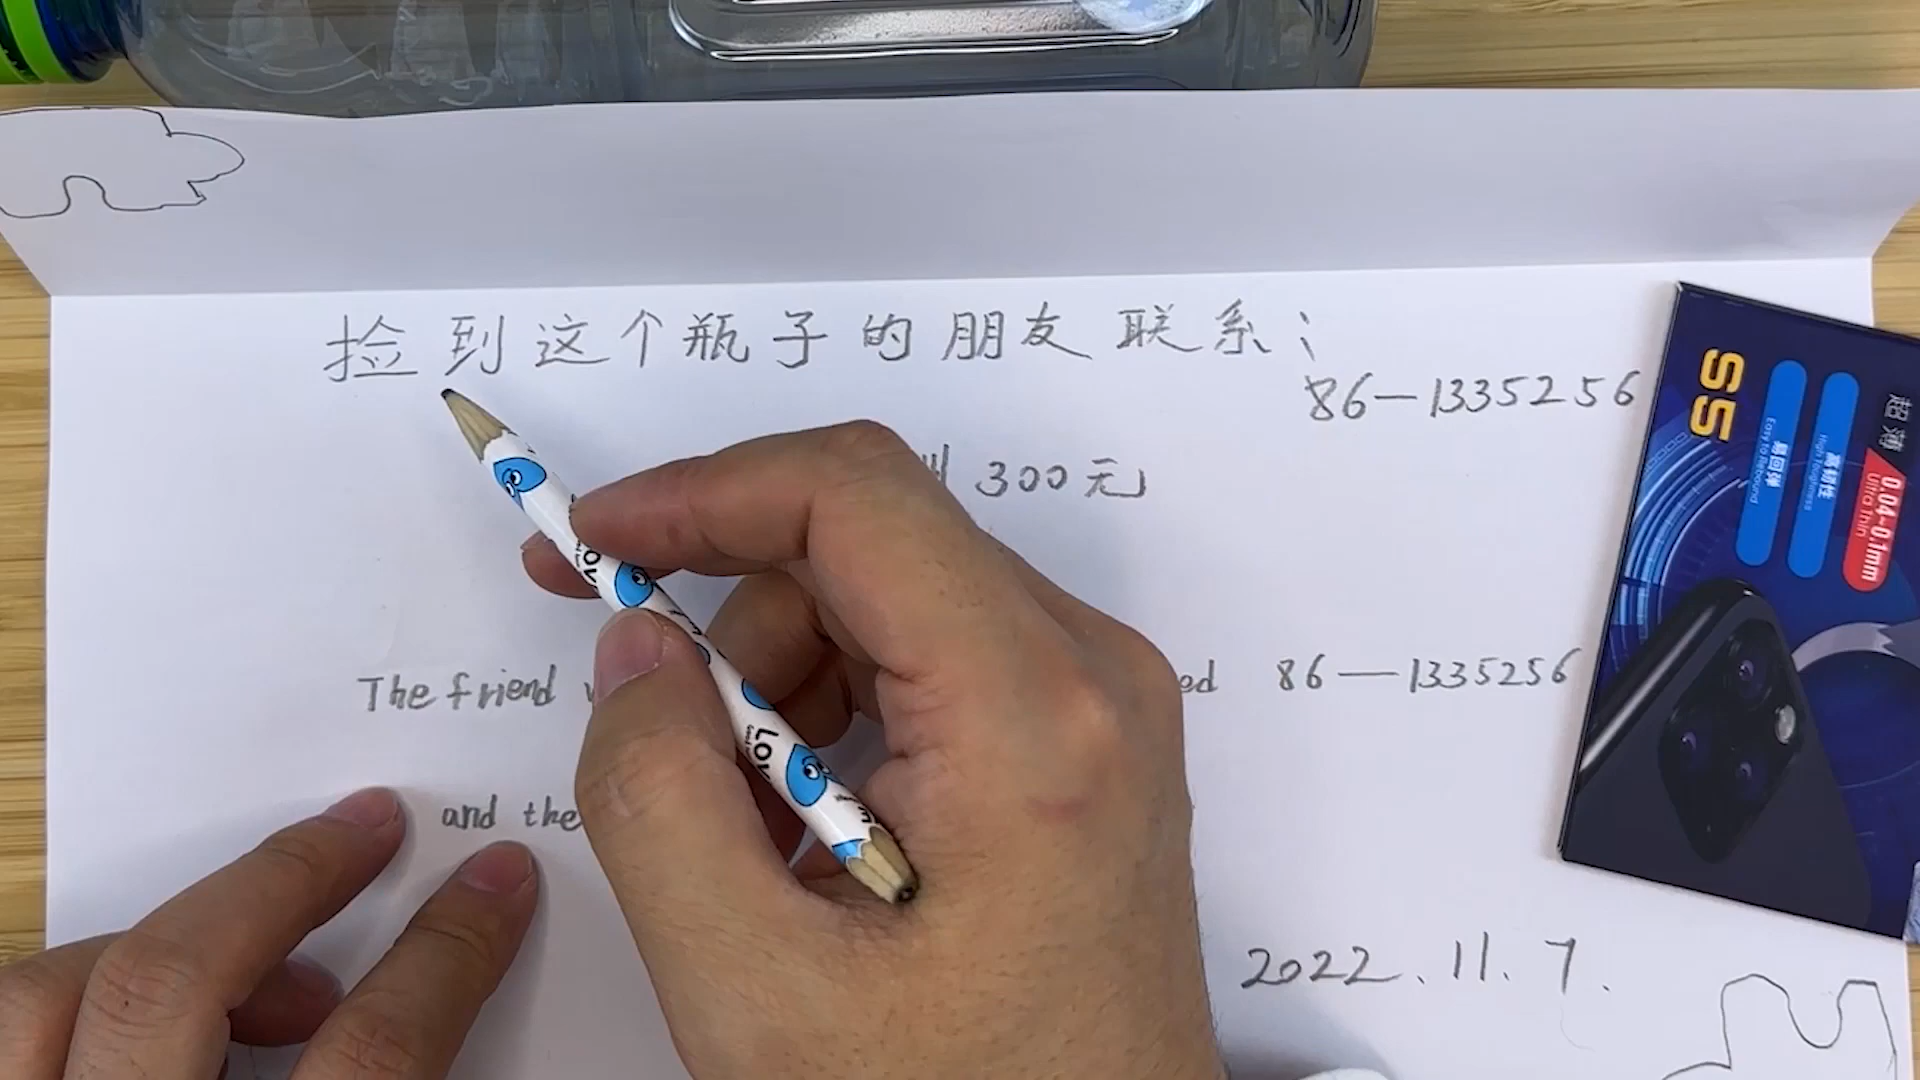 捡到这个瓶子的朋友联系:
86—1335256
300元
The friend
ed 86—1335256
and the
2022.11.7.
S5
超薄
0.04~0.1mm
Ultra Thin
高韧性
High Toughness
易回弹
Easy to Rebound
LOV
LOV